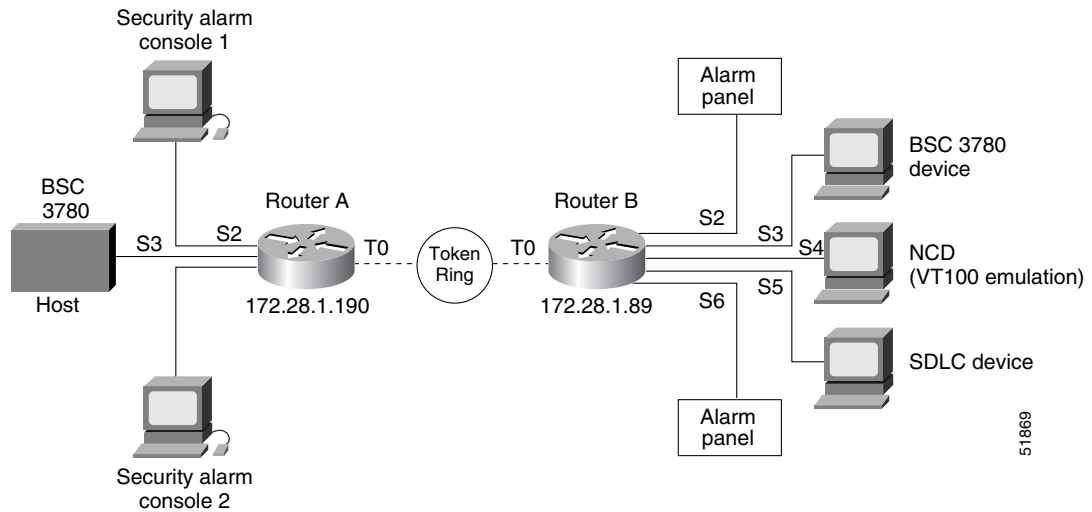 Security alarm
console 1
Alarm
panel
BSC 3780
device
BSC
3780
Router A
Router B
S2
S3
S2
S3
S4
T0
Token
Ring
T0
NCD
(VT100 emulation)
Host
172.28.1.190
172.28.1.89
S6
S5
SDLC device
Alarm
panel
51869
Security alarm
console 2